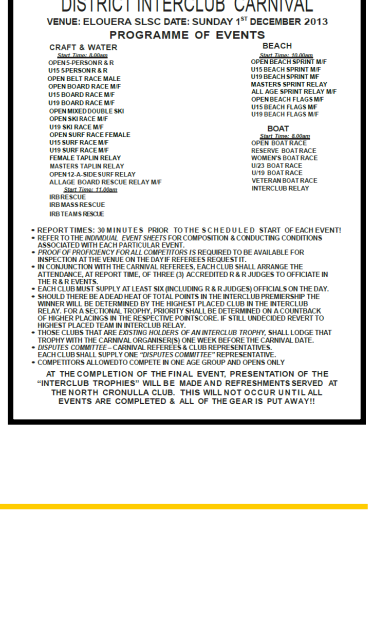 DISTRICT INTERCLUB CARNIVAL
VENUE: ELOUERA SLSC DATE: SUNDAY 1ST DECEMBER 2013
PROGRAMME OF EVENTS
CRAFT & WATER
Start Time: 8.00am
OPEN 5-PERSON R & R
U15 5-PERSON R & R
OPEN BELT RACE MALE
OPEN BOARD RACE M/F
U15 BOARD RACE M/F
U19 BOARD RACE M/F
OPEN MIXED DOUBLE SKI
OPEN SKI RACE M/F
U19 SKI RACE M/F
OPEN SURF RACE FEMALE
U15 SURF RACE M/F
U19 SURF RACE M/F
FEMALE TAPLIN RELAY
MASTERS TAPLIN RELAY
OPEN 12-A-SIDE SURF RELAY
ALL AGE BOARD RESCUE RELAY M/F
Start Time: 11.00am
IRB RESCUE
IRB MASS RESCUE
IRB TEAMS RESCUE
BEACH
Start Time: 10.00am
OPEN BEACH SPRINT M/F
U15 BEACH SPRINT M/F
U19 BEACH SPRINT M/F
MASTERS SPRINT RELAY
ALL AGE SPRINT RELAY M/F
OPEN BEACH FLAGS M/F
U15 BEACH FLAGS M/F
U19 BEACH FLAGS M/F
BOAT
Start Time: 8.00am
OPEN BOAT RACE
RESERVE BOAT RACE
WOMEN'S BOAT RACE
U/23 BOAT RACE
U/19 BOAT RACE
VETERAN BOAT RACE
INTERCLUB RELAY
• REPORT TIMES: 30 MINUTES PRIOR TO THE SCHEDULED START OF EACH EVENT!
• REFER TO THE INDIVIDUAL EVENT SHEETS FOR COMPOSITION & CONDUCTING CONDITIONS
ASSOCIATED WITH EACH PARTICULAR EVENT.
• PROOF OF PROFICIENCY FOR ALL COMPETITORS IS REQUIRED TO BE AVAILABLE FOR
INSPECTION AT THE VENUE ON THE DAY IF REFEREES REQUEST IT.
• IN CONJUNCTION WITH THE CARNIVAL REFEREES, EACH CLUB SHALL ARRANGE THE
ATTENDANCE, AT REPORT TIME, OF THREE (3) ACCREDITED R & R JUDGES TO OFFICIATE IN
THE R & R EVENTS.
• EACH CLUB MUST SUPPLY AT LEAST SIX (INCLUDING R & R JUDGES) OFFICIALS ON THE DAY.
• SHOULD THERE BE A DEAD HEAT OF TOTAL POINTS IN THE INTERCLUB PREMIERSHIP THE
WINNER WILL BE DETERMINED BY THE HIGHEST PLACED CLUB IN THE INTERCLUB
RELAY. FOR A SECTIONAL TROPHY, PRIORITY SHALL BE DETERMINED ON A COUNTBACK
OF HIGHER PLACINGS IN THE RESPECTIVE POINTSCORE. IF STILL UNDECIDED REVERT TO
HIGHEST PLACED TEAM IN INTERCLUB RELAY.
• THOSE CLUBS THAT ARE EXISTING HOLDERS OF AN INTERCLUB TROPHY, SHALL LODGE THAT
TROPHY WITH THE CARNIVAL ORGANISER(S) ONE WEEK BEFORE THE CARNIVAL DATE.
• DISPUTES COMMITTEE – CARNIVAL REFEREES & CLUB REPRESENTATIVES.
EACH CLUB SHALL SUPPLY ONE "DISPUTES COMMITTEE" REPRESENTATIVE.
• COMPETITORS ALLOWED TO COMPETE IN ONE AGE GROUP AND OPENS ONLY
AT THE COMPLETION OF THE FINAL EVENT, PRESENTATION OF THE
"INTERCLUB TROPHIES" WILL BE MADE AND REFRESHMENTS SERVED AT
THE NORTH CRONULLA CLUB. THIS WILL NOT OCCUR UNTIL ALL
EVENTS ARE COMPLETED & ALL OF THE GEAR IS PUT AWAY!!